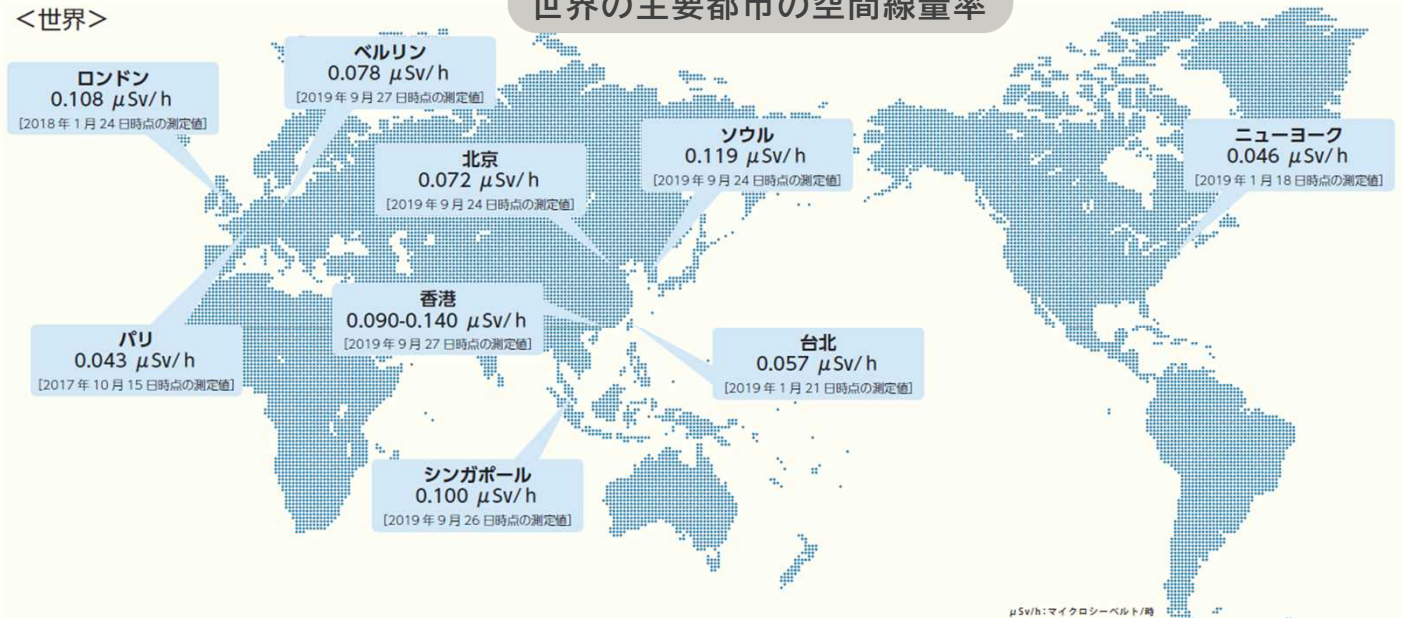 世界の主要都市の空間線量率
＜世界＞
ベルリン
0.078 μSv/h
[2019年9月27日時点の測定値]
ロンドン
0.108 μSv/h
[2018年1月24日時点の測定値]
ソウル
0.119 μSv/h
[2019年9月24日時点の測定値]
ニューヨーク
0.046 μSv/h
[2019年1月18日時点の測定値]
北京
0.072 μSv/h
[2019年9月24日時点の測定値]
香港
0.090-0.140 μSv/h
[2019年9月27日時点の測定値]
パリ
0.043 μSv/h
[2017年10月15日時点の測定値]
台北
0.057 μSv/h
[2019年1月21日時点の測定値]
シンガポール
0.100 μSv/h
[2019年9月26日時点の測定値]
μSv/h:マイクロシーベルト/時